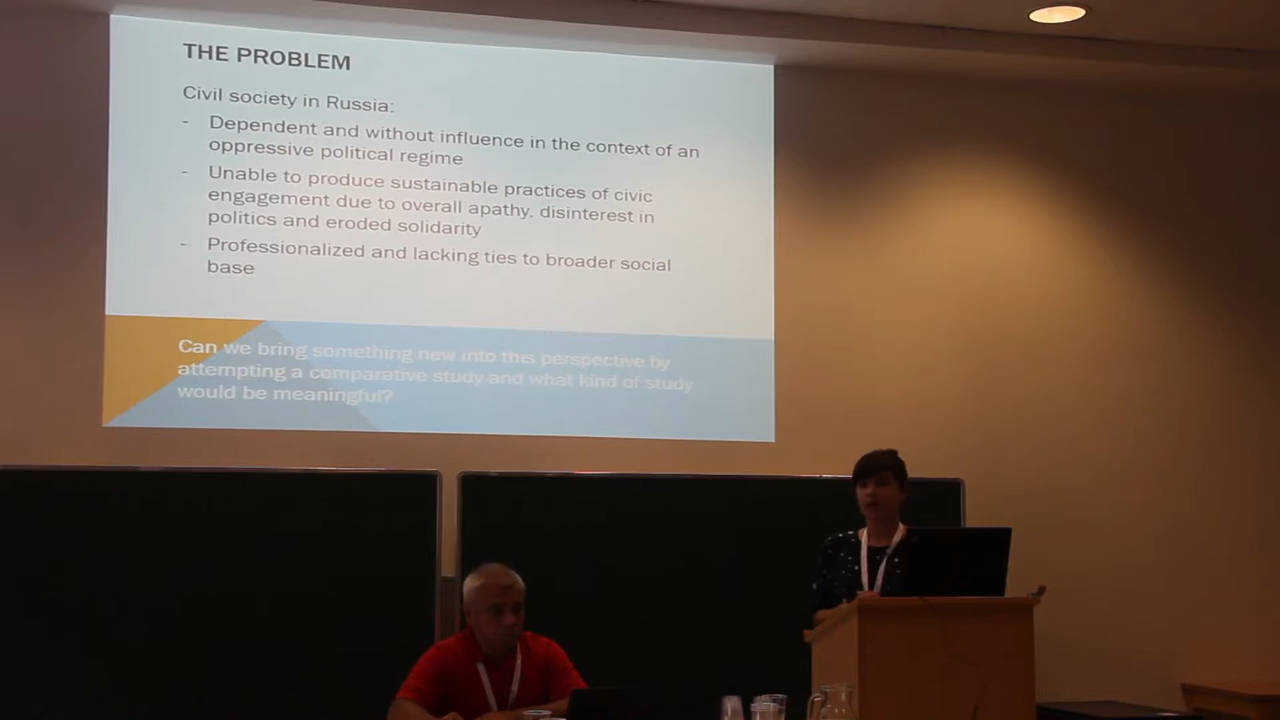 THE PROBLEM
Civil society in Russia:
- Dependent and without influence in the context of an
oppressive political regime
- Unable to produce sustainable practices of civic
engagement due to overall apathy, disinterest in
politics and eroded solidarity
- Professionalized and lacking ties to broader social
base
Can we bring something new into this perspective by
attempting a comparative study and what kind of study
would be meaningful?